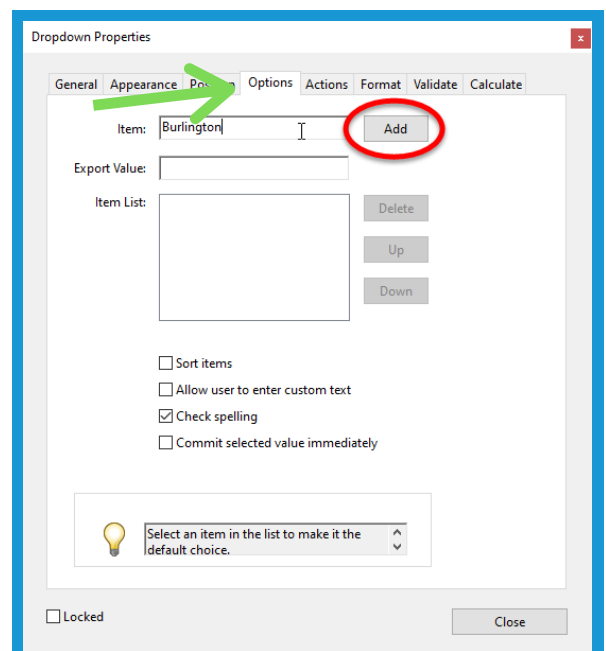 Dropdown Properties
x
General Appearance Options Actions Format Validate Calculate
Item: Burlington Add
Export Value:
Item List:
Delete
Up
Down
Sort items
Allow user to enter custom text
Check spelling
Commit selected value immediately
Select an item in the list to make it the
default choice.
Locked
Close